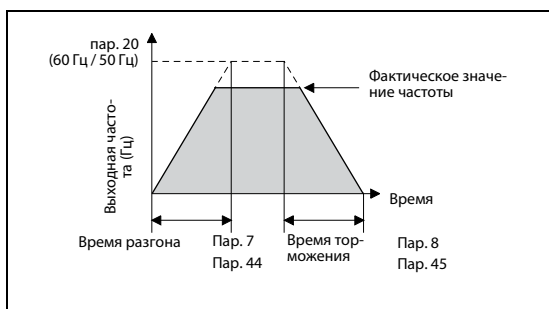 пар. 20
(60 Гц / 50 Гц)
Фактическое значе-
ние частоты
Выходная часто-
та (Гц)
Время
Время разгона
Пар. 7
Пар. 44
Время тор-
можения
Пар. 8
Пар. 45